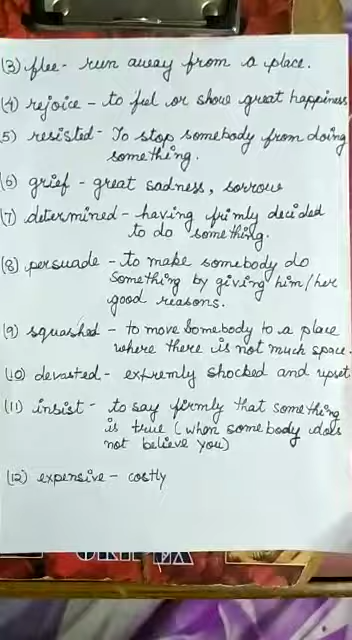 (3) flee - run away from a place.
(4) rejoice - to feel or show great happiness
5) resisted - To stop somebody from doing
something.
(6) grief - great sadness, sorrow
(7) determined - having frimly decided
to do something.
(8) persuade - to make somebody do
something by giving him/her
good reasons.
(9) squashed - to move somebody to a place
where there is not much space.
(10) devasted - extremly shocked and upset
(11) insist - to say firmly that something
is true (when somebody does
not believe you)
(12) expensive - costly